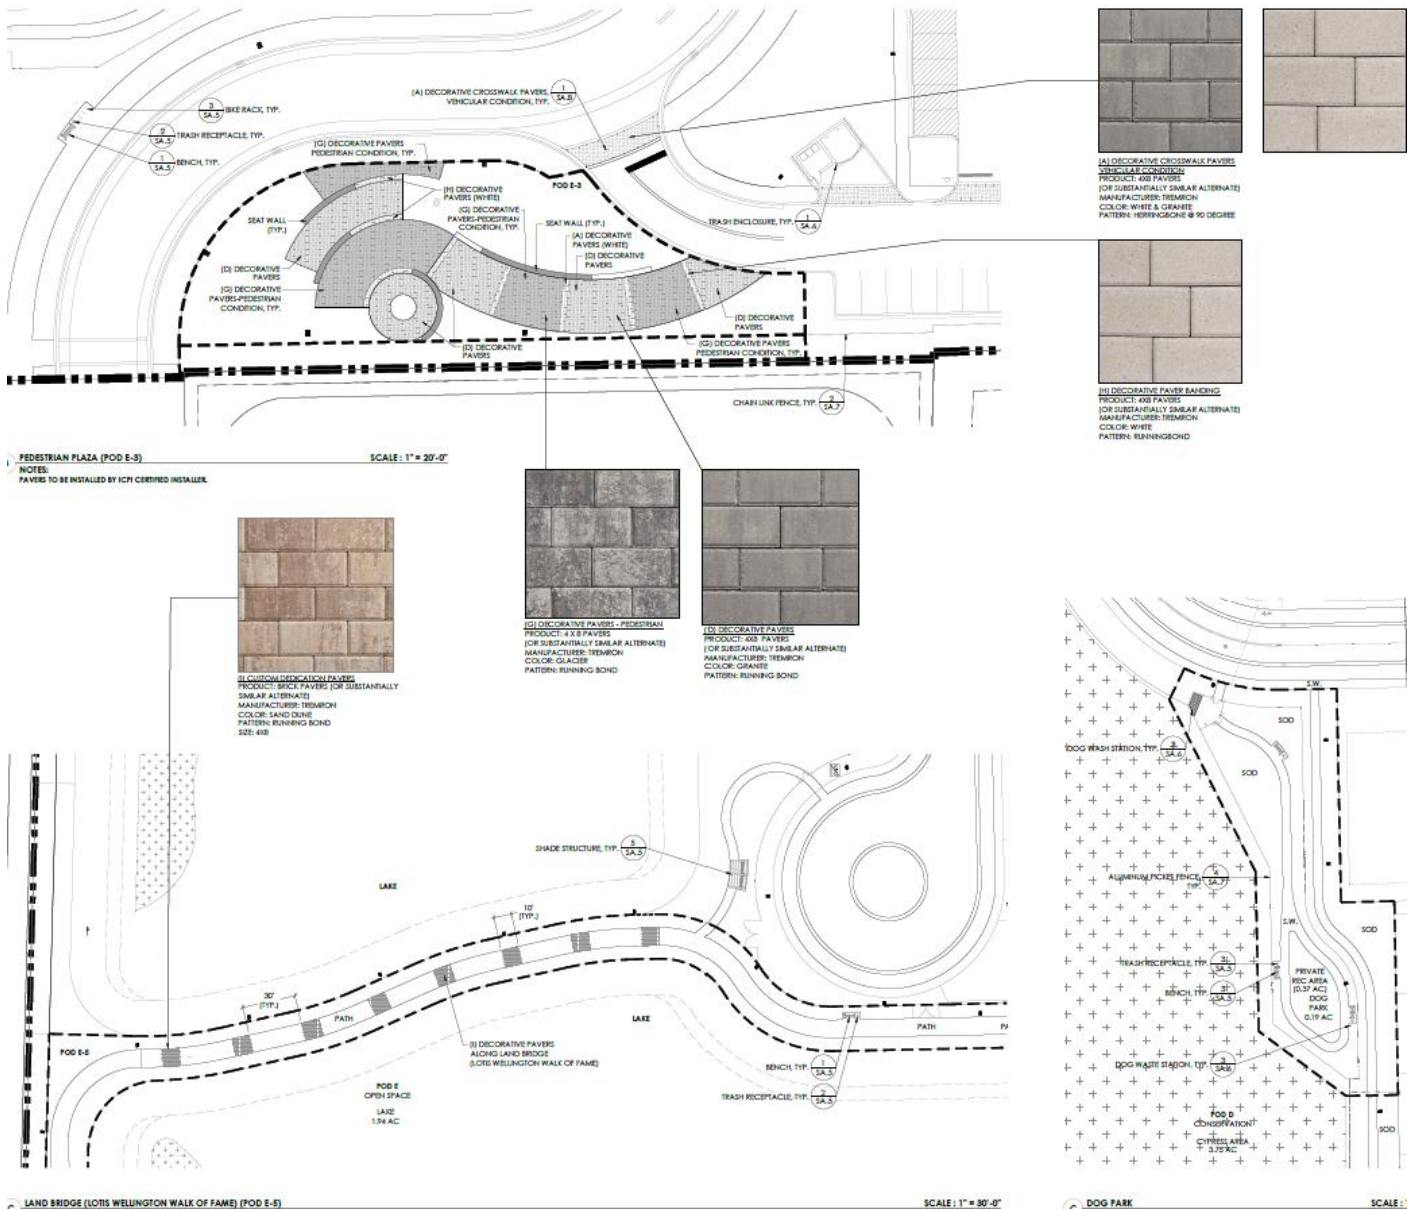 3
SA.5
BIKE RACK, TYP.
2
SA.5
TRASH RECEPTACLE, TYP.
1
SA.5
BENCH, TYP.
(A) DECORATIVE CROSSWALK PAVERS,
VEHICULAR CONDITION, TYP.
1
SA.8
(G) DECORATIVE PAVERS
PEDESTRIAN CONDITION, TYP.
(H) DECORATIVE
PAVERS (WHITE)
(G) DECORATIVE
PAVERS-PEDESTRIAN
CONDITION, TYP.
POD E-3
SEAT WALL
(TYP.)
SEAT WALL (TYP.)
(A) DECORATIVE
PAVERS (WHITE)
(D) DECORATIVE
PAVERS
TRASH ENCLOSURE, TYP.
1
SA.6
(D) DECORATIVE
PAVERS
(G) DECORATIVE
PAVERS-PEDESTRIAN
CONDITION, TYP.
(D) DECORATIVE
PAVERS
(D) DECORATIVE
PAVERS
(G) DECORATIVE PAVERS
PEDESTRIAN CONDITION, TYP.
CHAIN LINK FENCE, TYP.
2
SA.7
(A) DECORATIVE CROSSWALK PAVERS
VEHICULAR CONDITION
PRODUCT: 4X8 PAVERS
(OR SUBSTANTIALLY SIMILAR ALTERNATE)
MANUFACTURER: TREMRON
COLOR: WHITE & GRANITE
PATTERN: HERRINGBONE @ 90 DEGREE
(H) DECORATIVE PAVER BANDING
PRODUCT: 4X8 PAVERS
(OR SUBSTANTIALLY SIMILAR ALTERNATE)
MANUFACTURER: TREMRON
COLOR: WHITE
PATTERN: RUNNINGBOND
PEDESTRIAN PLAZA (POD E-3)
SCALE : 1" = 20'-0"
NOTES:
PAVERS TO BE INSTALLED BY ICPI CERTIFIED INSTALLER.
(G) DECORATIVE PAVERS - PEDESTRIAN
PRODUCT: 4 X 8 PAVERS
(OR SUBSTANTIALLY SIMILAR ALTERNATE)
MANUFACTURER: TREMRON
COLOR: GLACIER
PATTERN: RUNNING BOND
(D) DECORATIVE PAVERS
PRODUCT: 4X8 PAVERS
(OR SUBSTANTIALLY SIMILAR ALTERNATE)
MANUFACTURER: TREMRON
COLOR: GRANITE
PATTERN: RUNNING BOND
(I) CUSTOM DEDICATION PAVERS
PRODUCT: BRICK PAVERS (OR SUBSTANTIALLY
SIMILAR ALTERNATE)
MANUFACTURER: TREMRON
COLOR: SAND DUNE
PATTERN: RUNNING BOND
SIZE: 4X8
SHADE STRUCTURE, TYP.
5
SA.5
LAKE
10'
(TYP.)
30'
(TYP.)
PATH
LAKE
PATH
POD E-5
(I) DECORATIVE PAVERS
ALONG LAND BRIDGE
(LOTIS WELLINGTON WALK OF FAME)
POD E
OPEN SPACE
LAKE
1.94 AC
BENCH, TYP.
1
SA.5
TRASH RECEPTACLE, TYP.
2
SA.5
S.W.
SOD
DOG WASH STATION, TYP.
SA.6
SOD
ALUMINUM PICKET FENCE,
TYP.
4
SA.7
S.W.
SOD
TRASH RECEPTACLE, TYP.
SA.5
BENCH, TYP.
SA.5
PRIVATE
REC AREA
(0.37 AC)
DOG
PARK
0.19 AC
DOG WASTE STATION, TYP.
3
SA.6
POD D
CONSERVATION
CYPRESS AREA
3.75 AC
SOD
LAND BRIDGE (LOTIS WELLINGTON WALK OF FAME) (POD E-5)
SCALE : 1" = 30'-0"
DOG PARK
SCALE :